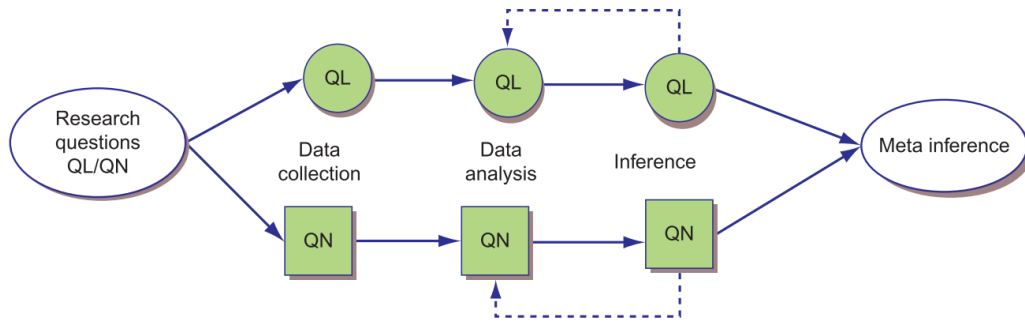 QL
QL
QL
Research
questions
QL/QN
Data
collection
Data
analysis
Inference
Meta inference
QN
QN
QN